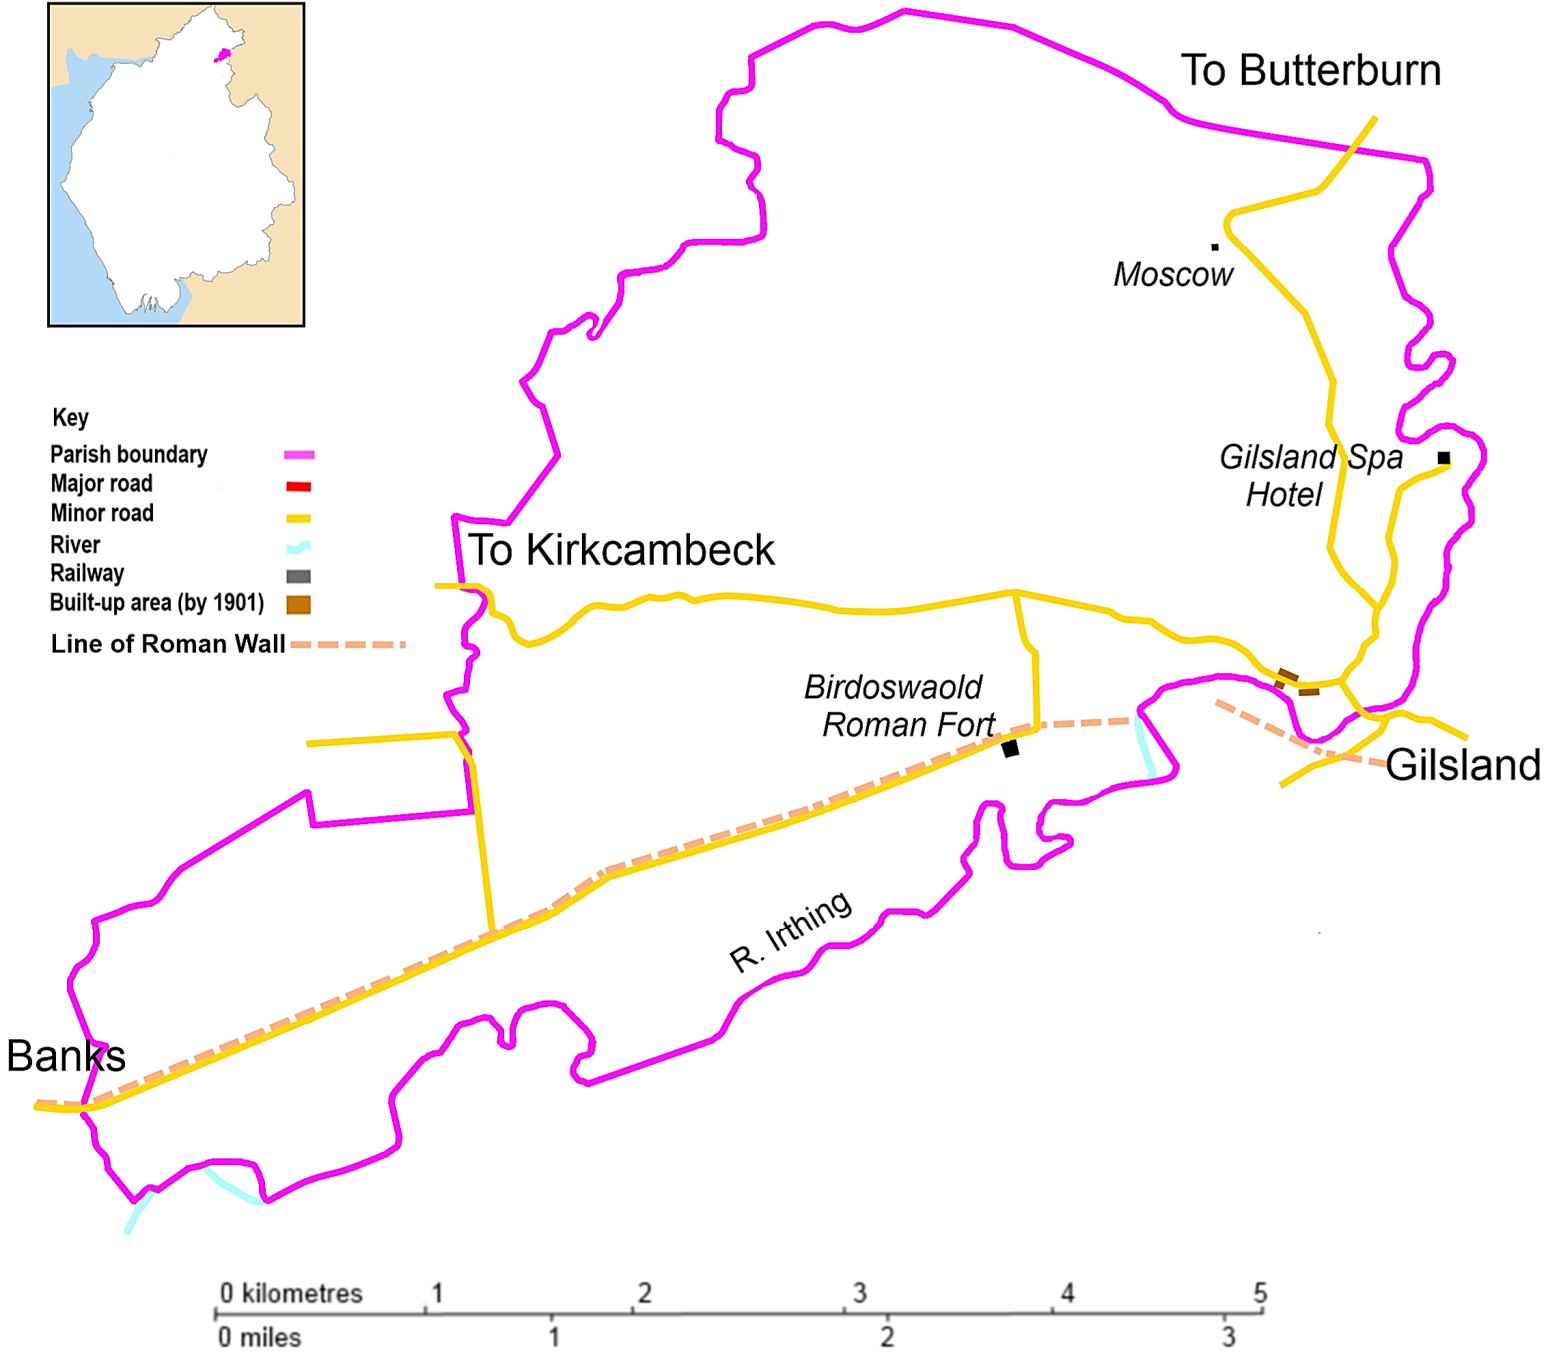 To Butterburn
Moscow
Key
Parish boundary
Major road
Minor road
River
Railway
Built-up area (by 1901)
Line of Roman Wall
Gilsland Spa
Hotel
To Kirkcambeck
Birdoswaold
Roman Fort
Gilsland
R. Irthing
Banks
0 kilometres 1 2 3 4 5
0 miles 1 2 3